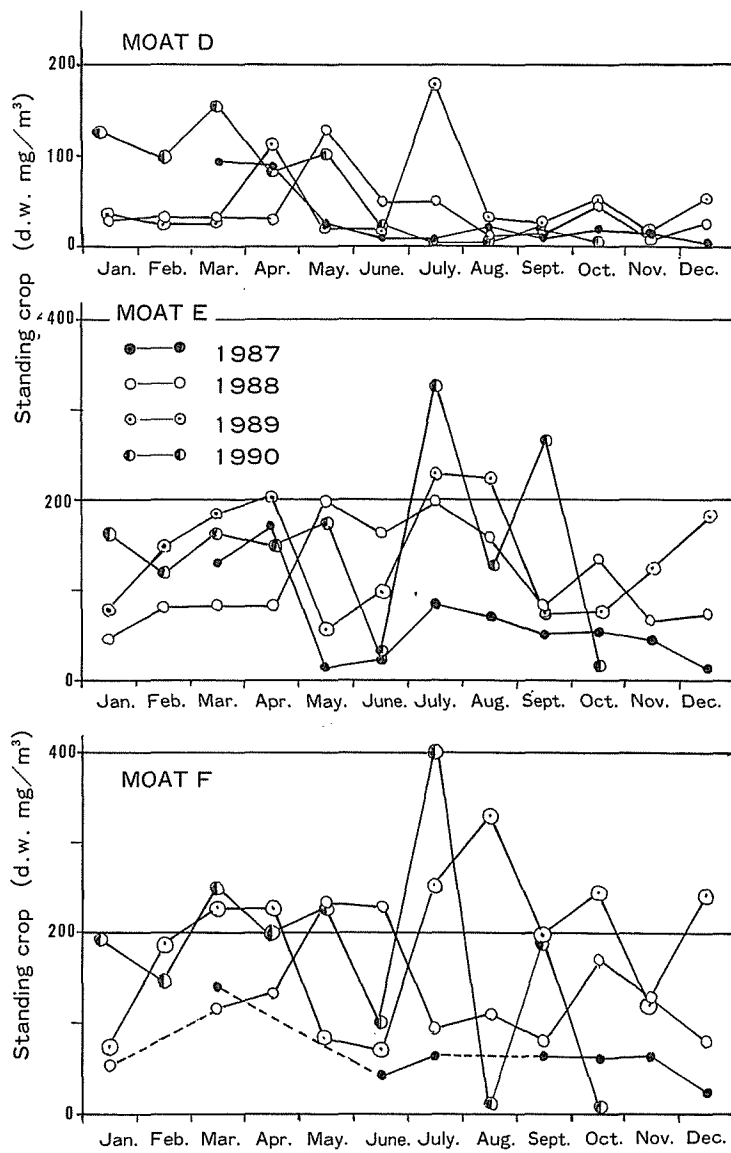 MOAT D
200
100
0
Jan. Feb. Mar. Apr. May. June. July. Aug. Sept. Oct. Nov. Dec.
Standing crop (d.w. mg/m³)
MOAT E
400
1987
1988
1989
1990
200
0
Jan. Feb. Mar. Apr. May. June. July. Aug. Sept. Oct. Nov. Dec.
MOAT F
400
200
0
Standing crop (d.w. mg/m³)
Jan. Feb. Mar. Apr. May. June. July. Aug. Sept. Oct. Nov. Dec.